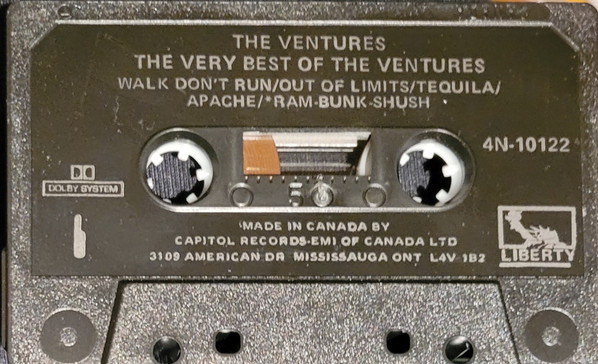 THE VENTURES
THE VERY BEST OF THE VENTURES
WALK DON'T RUN/OUT OF LIMITS/TEQUILA/
APACHE/*RAM-BUNK-SHUSH
4N-10122
DOLBY SYSTEM
1
MADE IN CANADA BY
CAPITOL RECORDS-EMI OF CANADA LTD
3109 AMERICAN DR MISSISSAUGA ONT L4V 1B2
LIBERTY